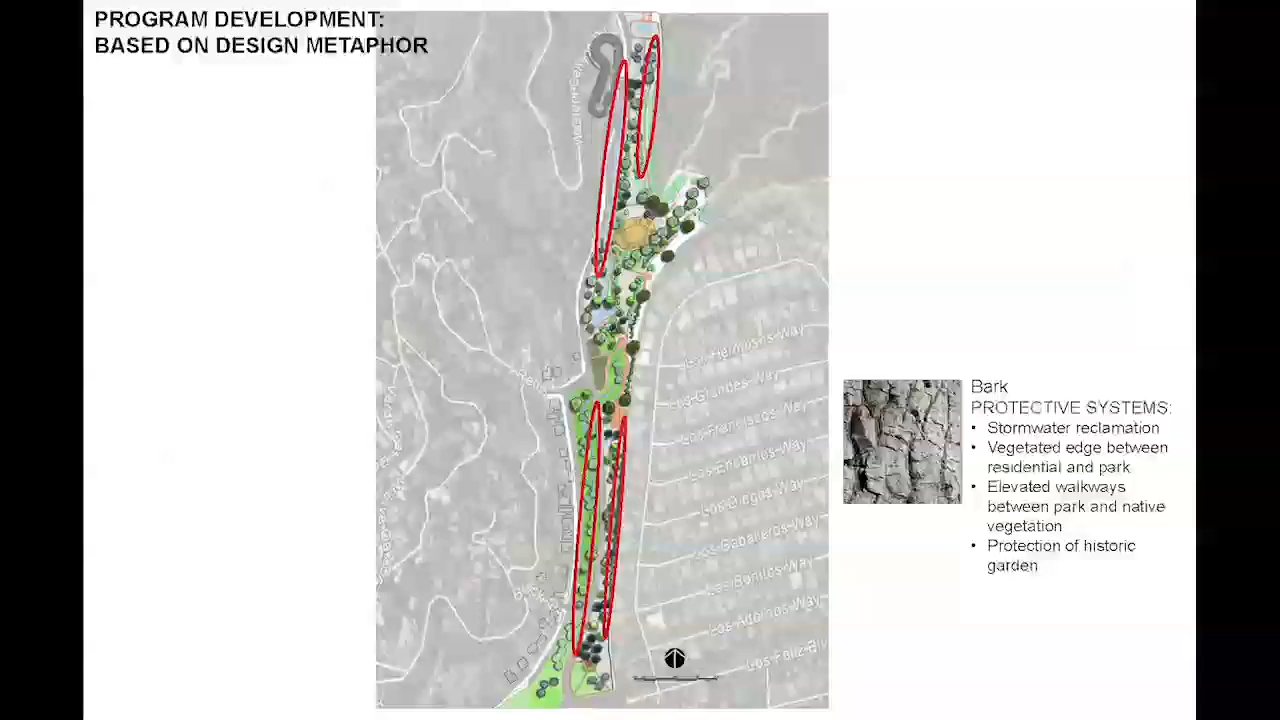 PROGRAM DEVELOPMENT:
BASED ON DESIGN METAPHOR
Los-Hermosos-Way
Los-Grandes-Way
Los-Franciscos-Way
Los-Encantos-Way
Los-Diegos-Way
Los-Caballeros-Way
Los-Bonitos-Way
Los-Adornos-Way
Los-Feliz-Blv
Bark
PROTECTIVE SYSTEMS:
• Stormwater reclamation
• Vegetated edge between
residential and park
• Elevated walkways
between park and native
vegetation
• Protection of historic
garden